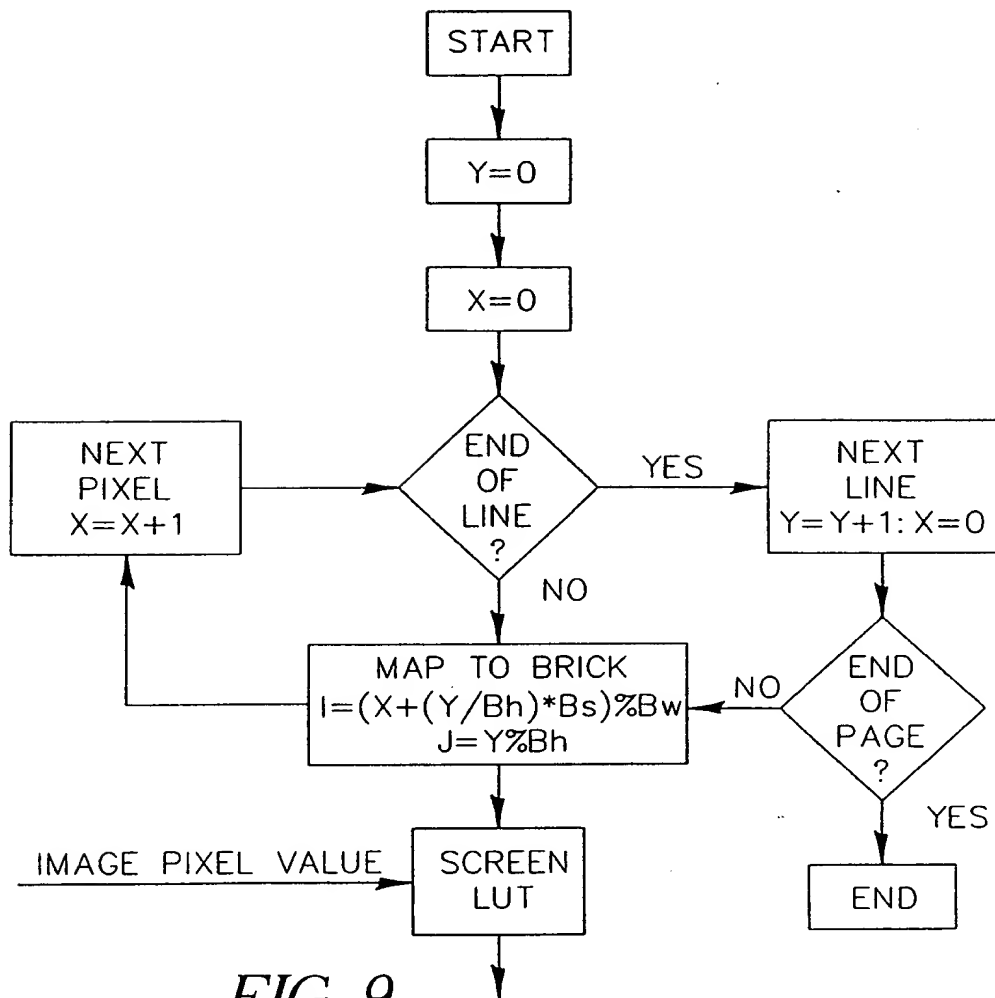 START
Y=0
X=0
END
OF
LINE
?
YES
NO
NEXT
PIXEL
X=X+1
NEXT
LINE
Y=Y+1: X=0
MAP TO BRICK
I=(X+(Y/Bh)*Bs)%Bw
J=Y%Bh
NO
END
OF
PAGE
?
YES
END
IMAGE PIXEL VALUE
SCREEN
LUT
FIG. 9